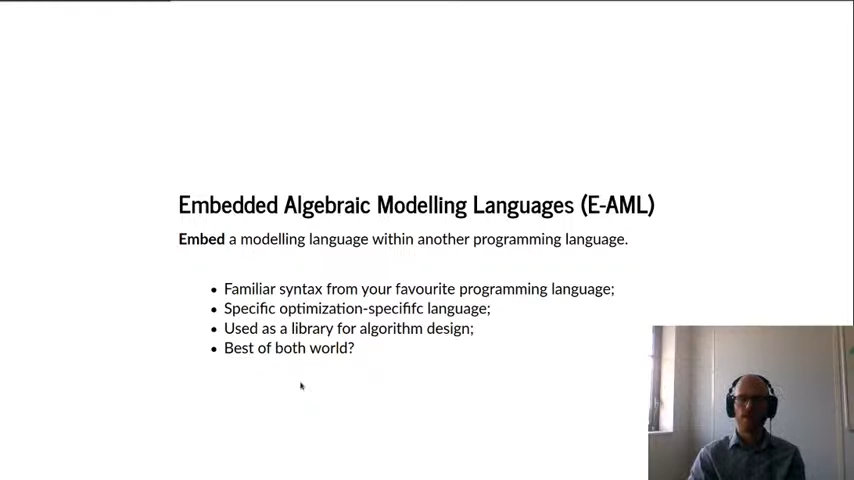 Embedded Algebraic Modelling Languages (E-AML)
Embed a modelling language within another programming language.
• Familiar syntax from your favourite programming language;
• Specific optimization-specififc language;
• Used as a library for algorithm design;
• Best of both world?